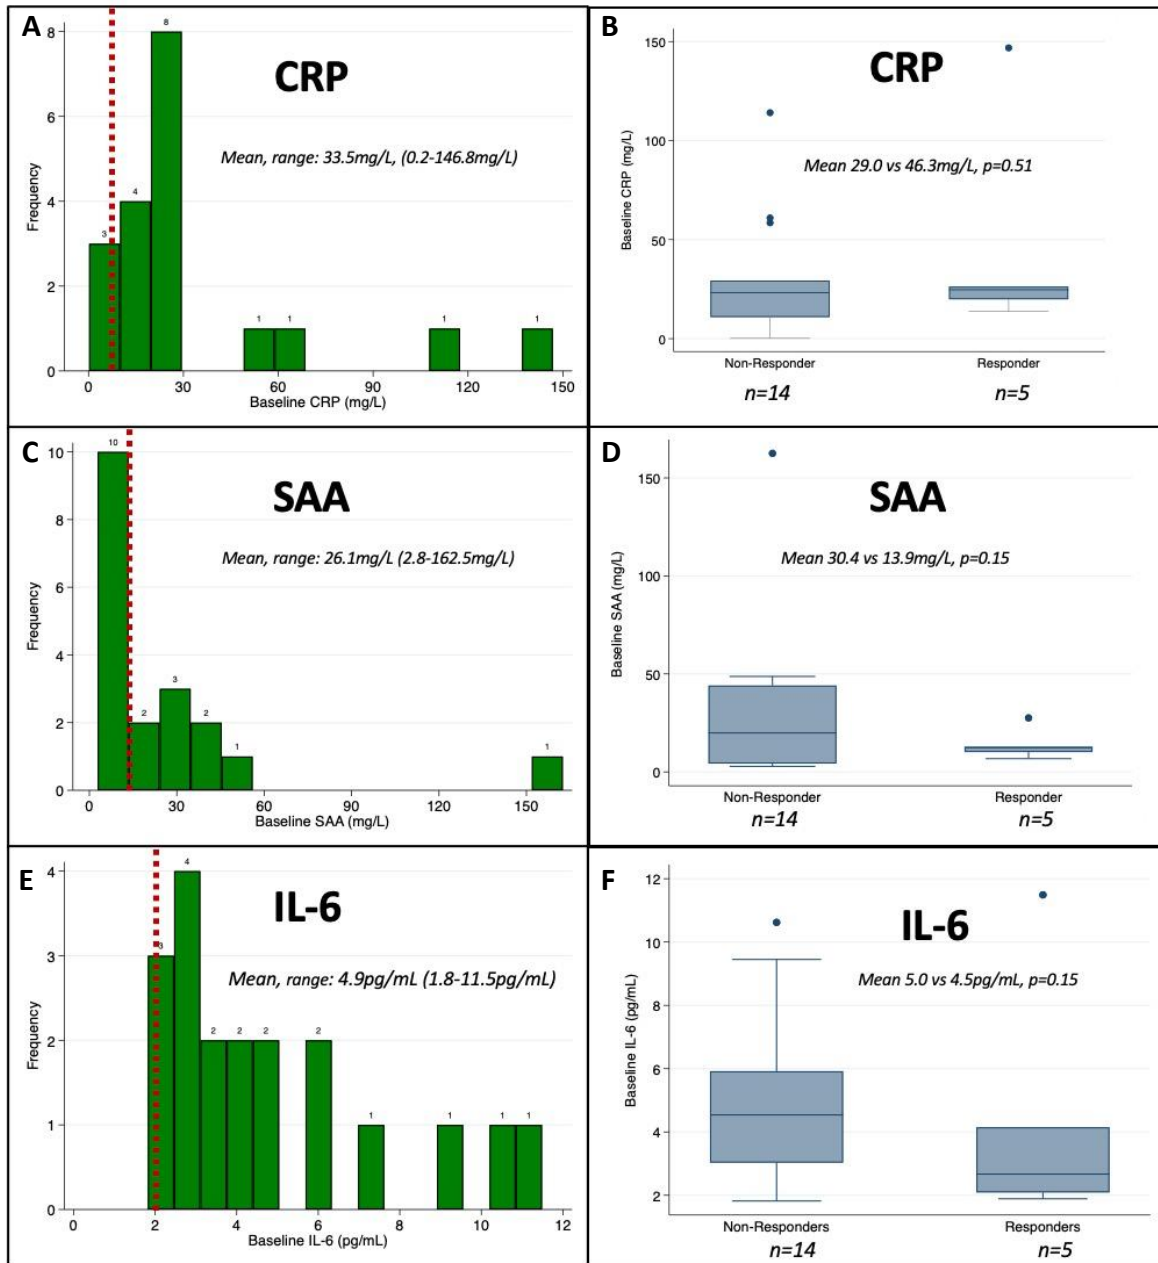 A
CRP
Mean, range: 33.5mg/L, (0.2-146.8mg/L)
Frequency
8
6
4
2
0
3
4
8
1
1
1
1
0 30 60 90 120 150
Baseline CRP (mg/L)
B
CRP
Mean 29.0 vs 46.3mg/L, p=0.51
Baseline CRP (mg/L)
150
100
50
0
Non-Responder Responder
n=14 n=5
C
SAA
Mean, range: 26.1mg/L (2.8-162.5mg/L)
Frequency
10
8
6
4
2
0
10
2
3
2
1
1
0 30 60 90 120 150
Baseline SAA (mg/L)
D
SAA
Mean 30.4 vs 13.9mg/L, p=0.15
Baseline SAA (mg/L)
150
100
50
0
Non-Responder Responder
n=14 n=5
E
IL-6
Mean, range: 4.9pg/mL (1.8-11.5pg/mL)
Frequency
4
3
2
1
0
3
4
2
2
2
2
1
1
1
1
0 2 4 6 8 10 12
Baseline IL-6 (pg/mL)
F
IL-6
Mean 5.0 vs 4.5pg/mL, p=0.15
Baseline IL-6 (pg/mL)
12
10
8
6
4
2
Non-Responders Responders
n=14 n=5